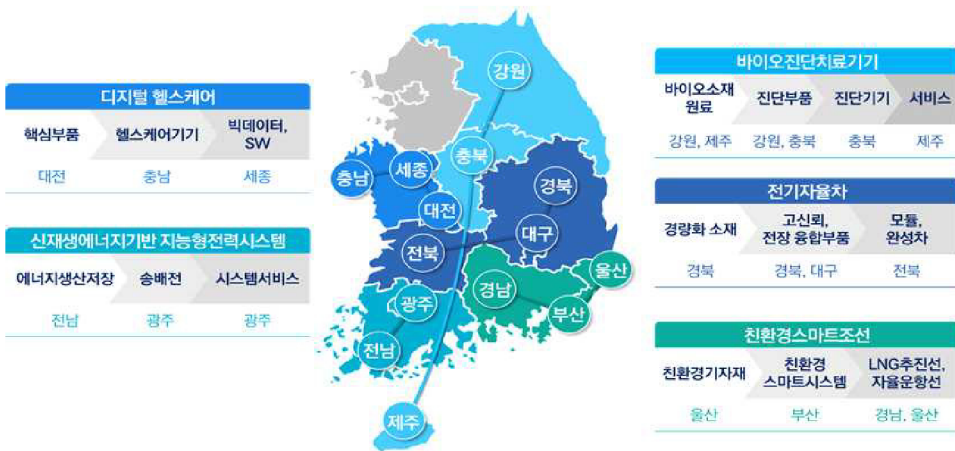 디지털 헬스케어
핵심부품 헬스케어기기 빅데이터,
SW
대전 충남 세종
신재생에너지기반 지능형전력시스템
에너지생산저장 송배전 시스템서비스
전남 광주 광주
강원
충북
충남
세종
대전
경북
대구
전북
광주
전남
경남
울산
부산
제주
바이오진단치료기기
바이오소재
원료
진단부품 진단기기 서비스
강원, 제주 강원, 충북 충북 제주
전기자율차
경량화 소재
고신뢰,
전장 융합부품
모듈,
완성차
경북 경북, 대구 전북
친환경스마트조선
친환경기자재
친환경
스마트시스템
LNG추진선,
자율운항선
울산 부산 경남, 울산